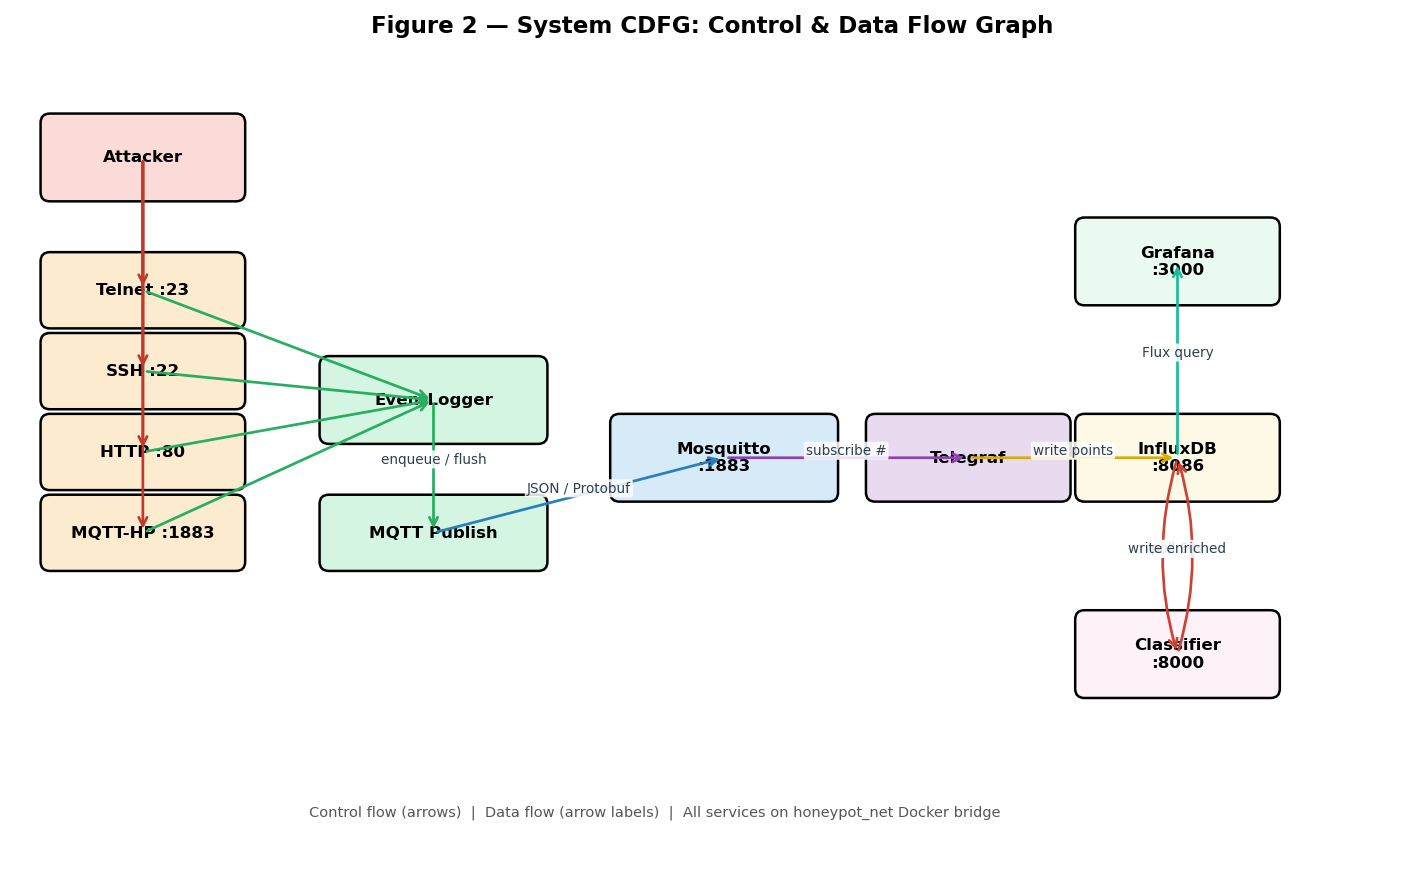 Figure 2 — System CDFG: Control & Data Flow Graph
Attacker
Telnet :23
SSH :22
HTTP :80
MQTT-HP :1883
Event Logger
enqueue / flush
MQTT Publish
JSON / Protobuf
Mosquitto
:1883
subscribe #
Telegraf
write points
InfluxDB
:8086
Flux query
Grafana
:3000
write enriched
Classifier
:8000
Control flow (arrows) | Data flow (arrow labels) | All services on honeypot_net Docker bridge